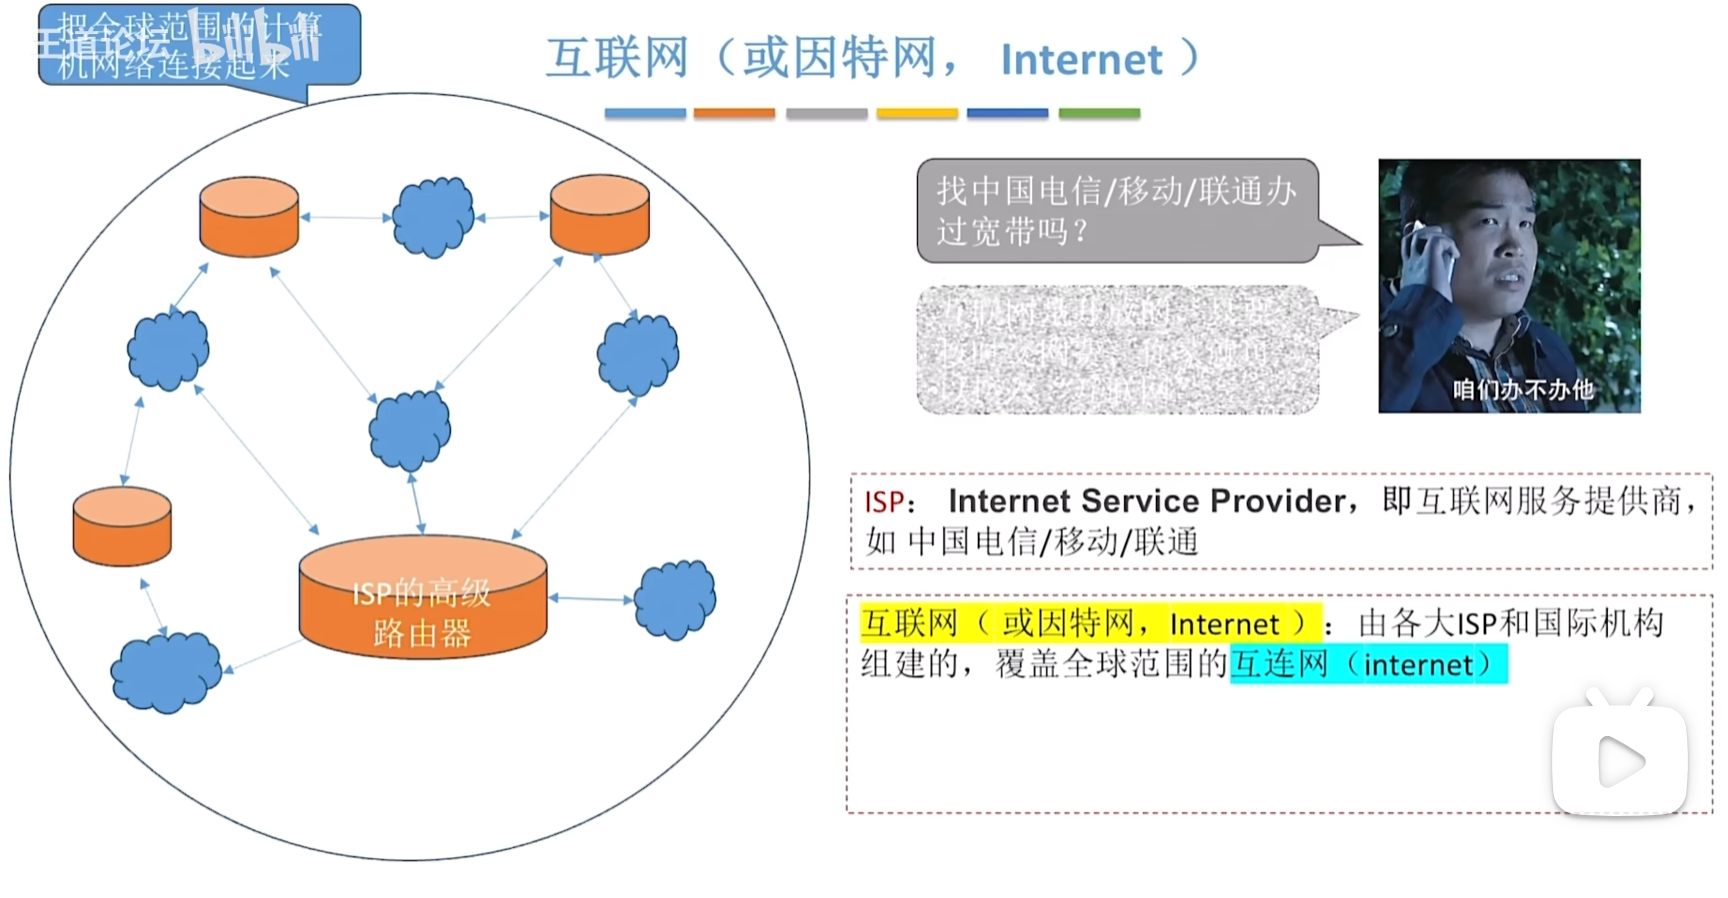 把全球范围的计算
机网络连接起来
王道论坛 bilibili
互联网（或因特网， Internet ）
找中国电信/移动/联通办
过宽带吗？
咱们办不办他
ISP： Internet Service Provider，即互联网服务提供商，
如 中国电信/移动/联通
互联网（ 或因特网，Internet ）：由各大ISP和国际机构
组建的，覆盖全球范围的互连网（internet）
ISP的高级
路由器